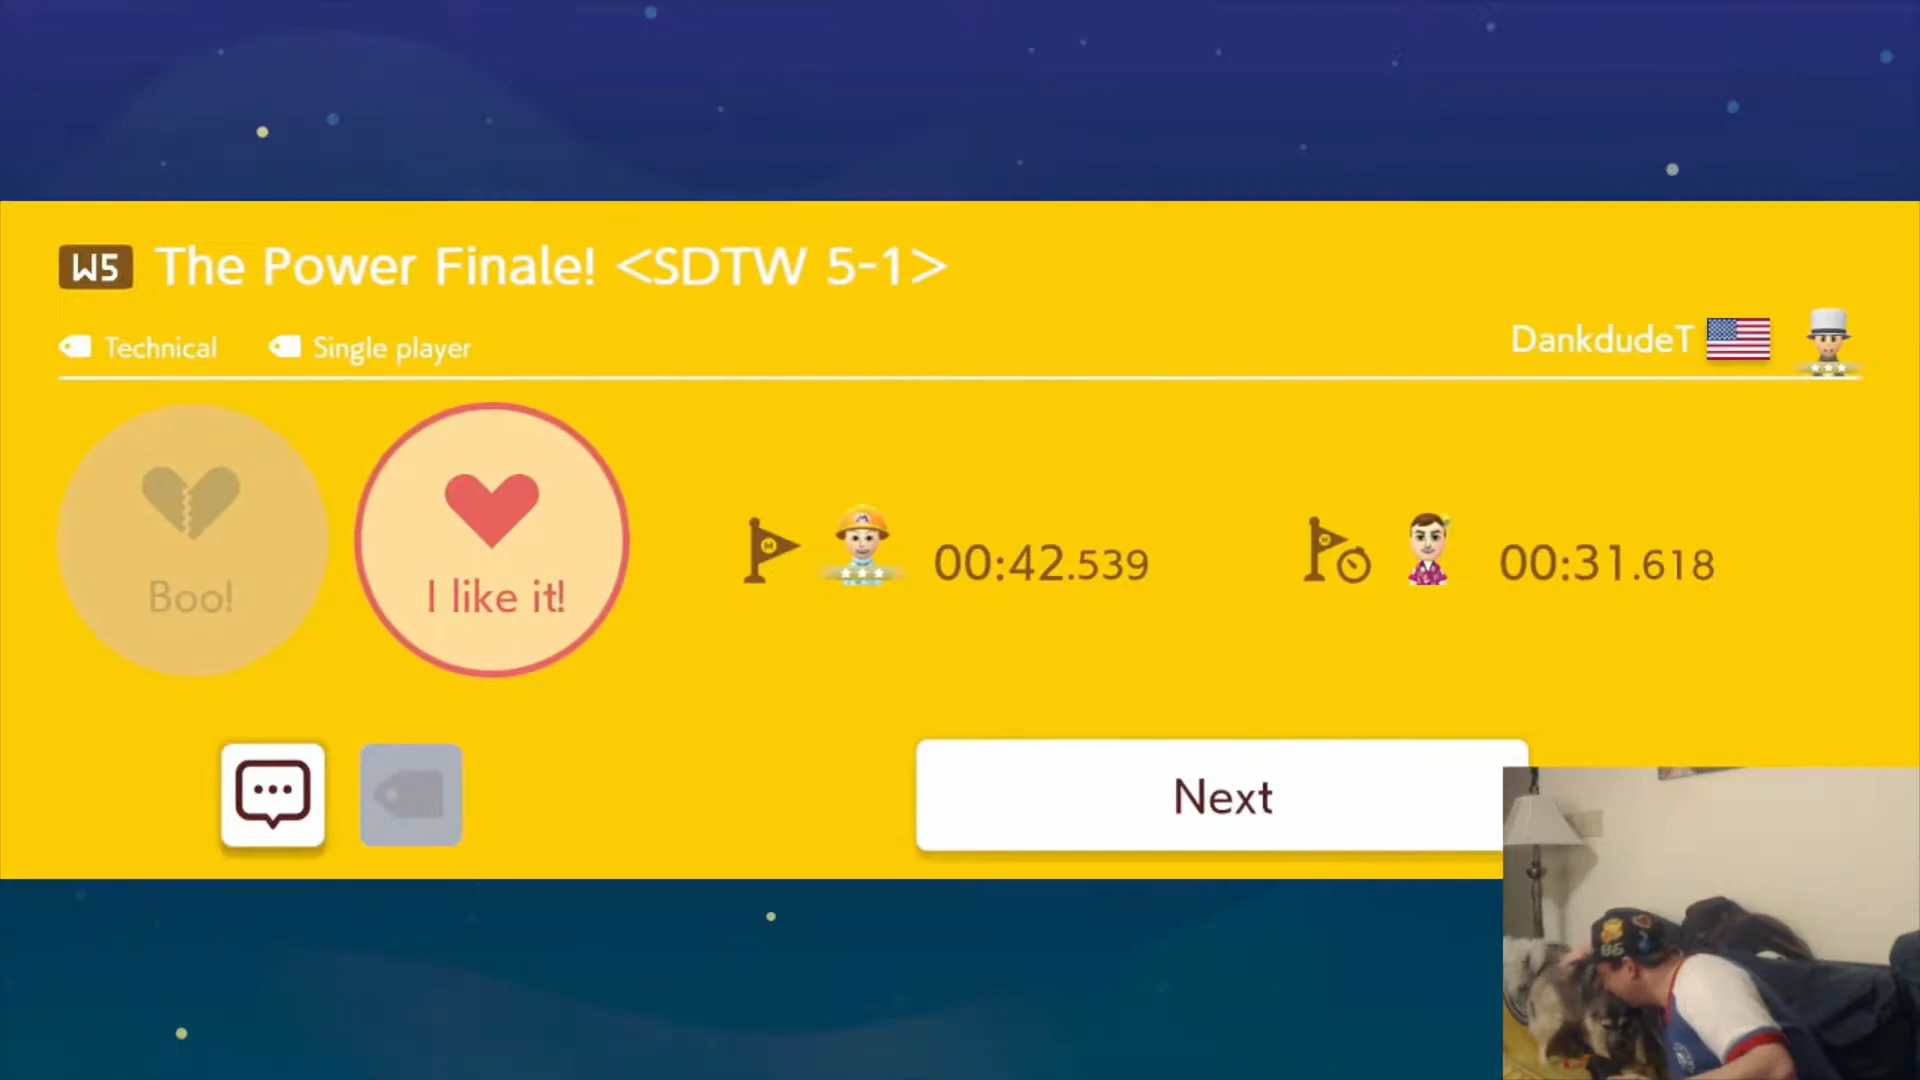 W5 The Power Finale! <SDTW 5-1>
Technical Single player
DankdudeT
Boo!
I like it!
M
M
00:42.539
M
00:31.618
Next
86